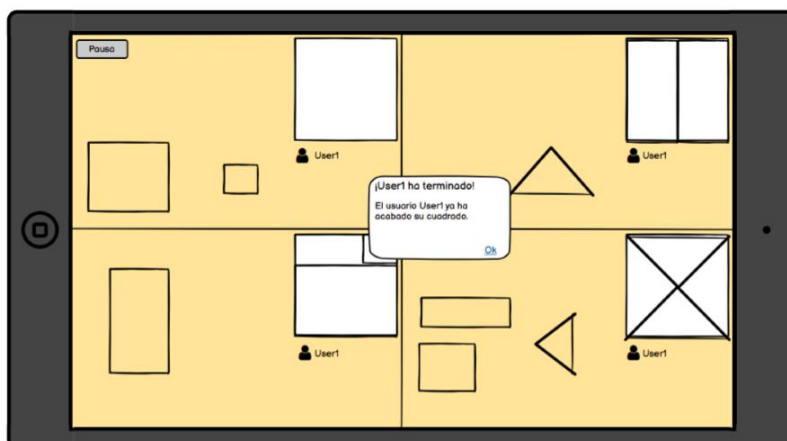 Pausa
User1
User1
¡User1 ha terminado!
El usuario User1 ya ha
acabado su cuadrado.
Ok
User1
User1